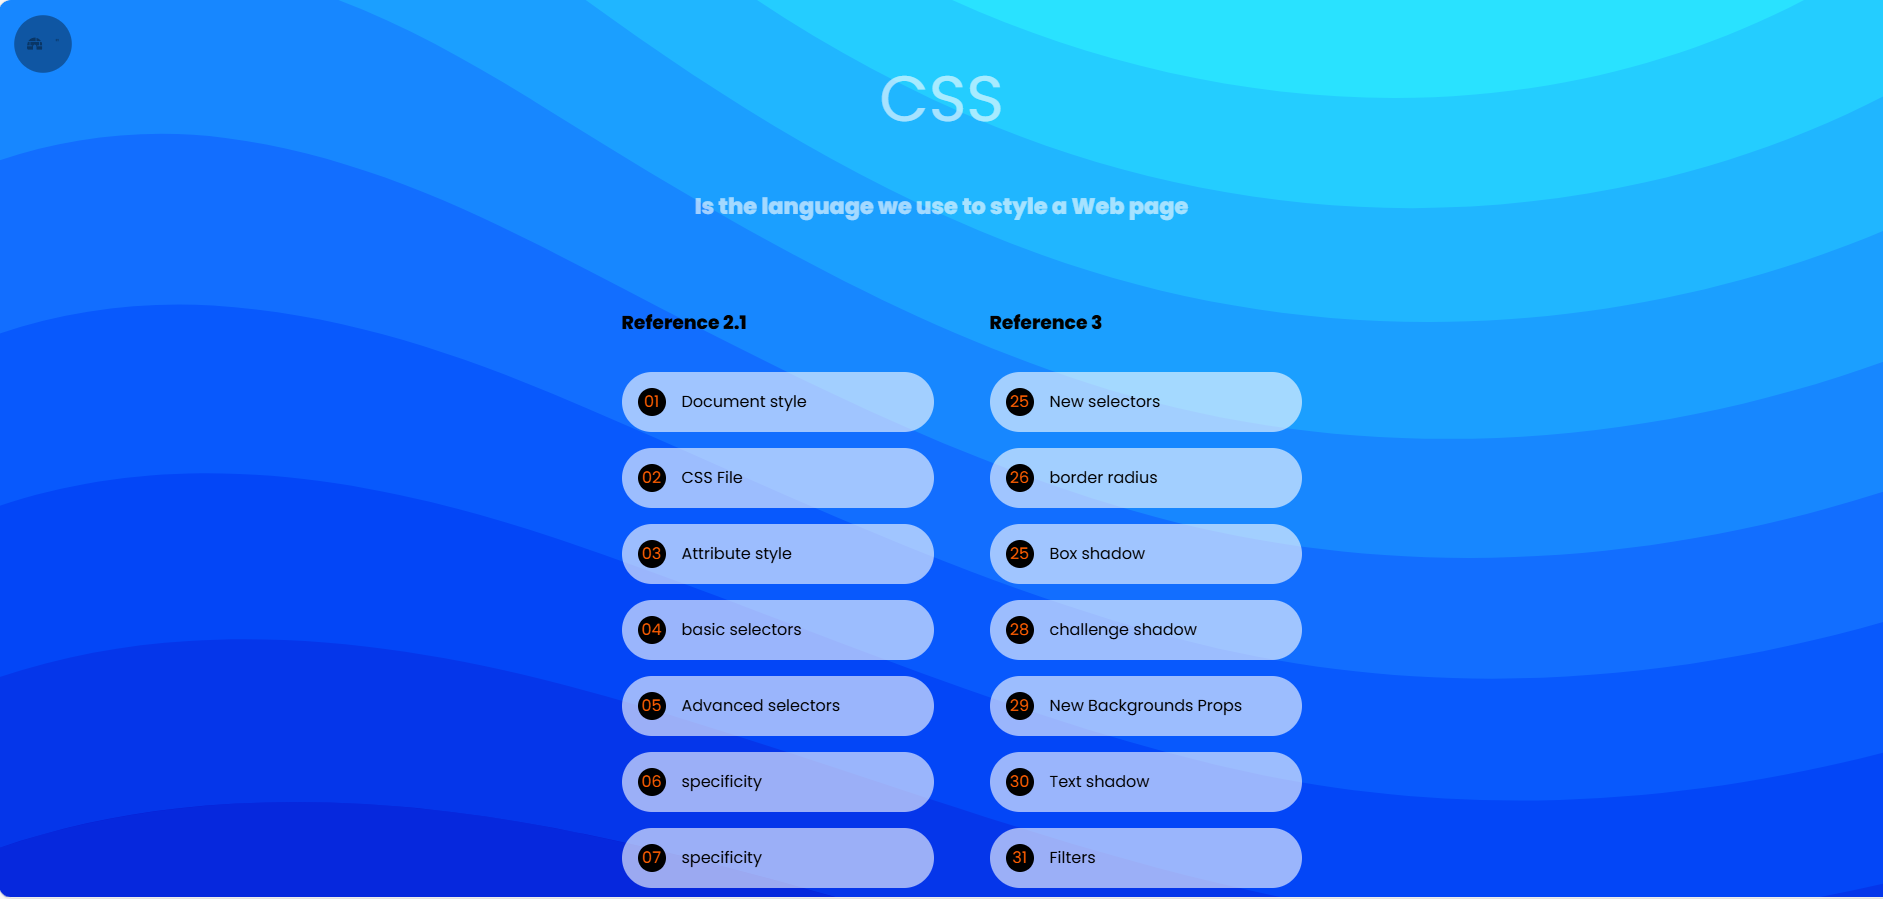 CSS
Is the language we use to style a Web page
Reference 2.1
01 Document style
02 CSS File
03 Attribute style
04 basic selectors
05 Advanced selectors
06 specificity
07 specificity
Reference 3
25 New selectors
26 border radius
25 Box shadow
28 challenge shadow
29 New Backgrounds Props
30 Text shadow
31 Filters